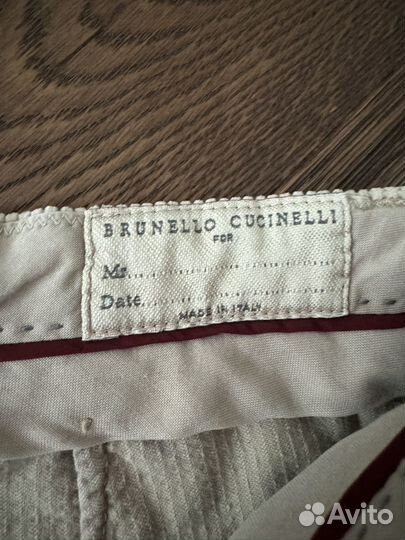 BRUNELLO CUCINELLI
FOR
Mr.
Date
MADE IN ITALY
Avito